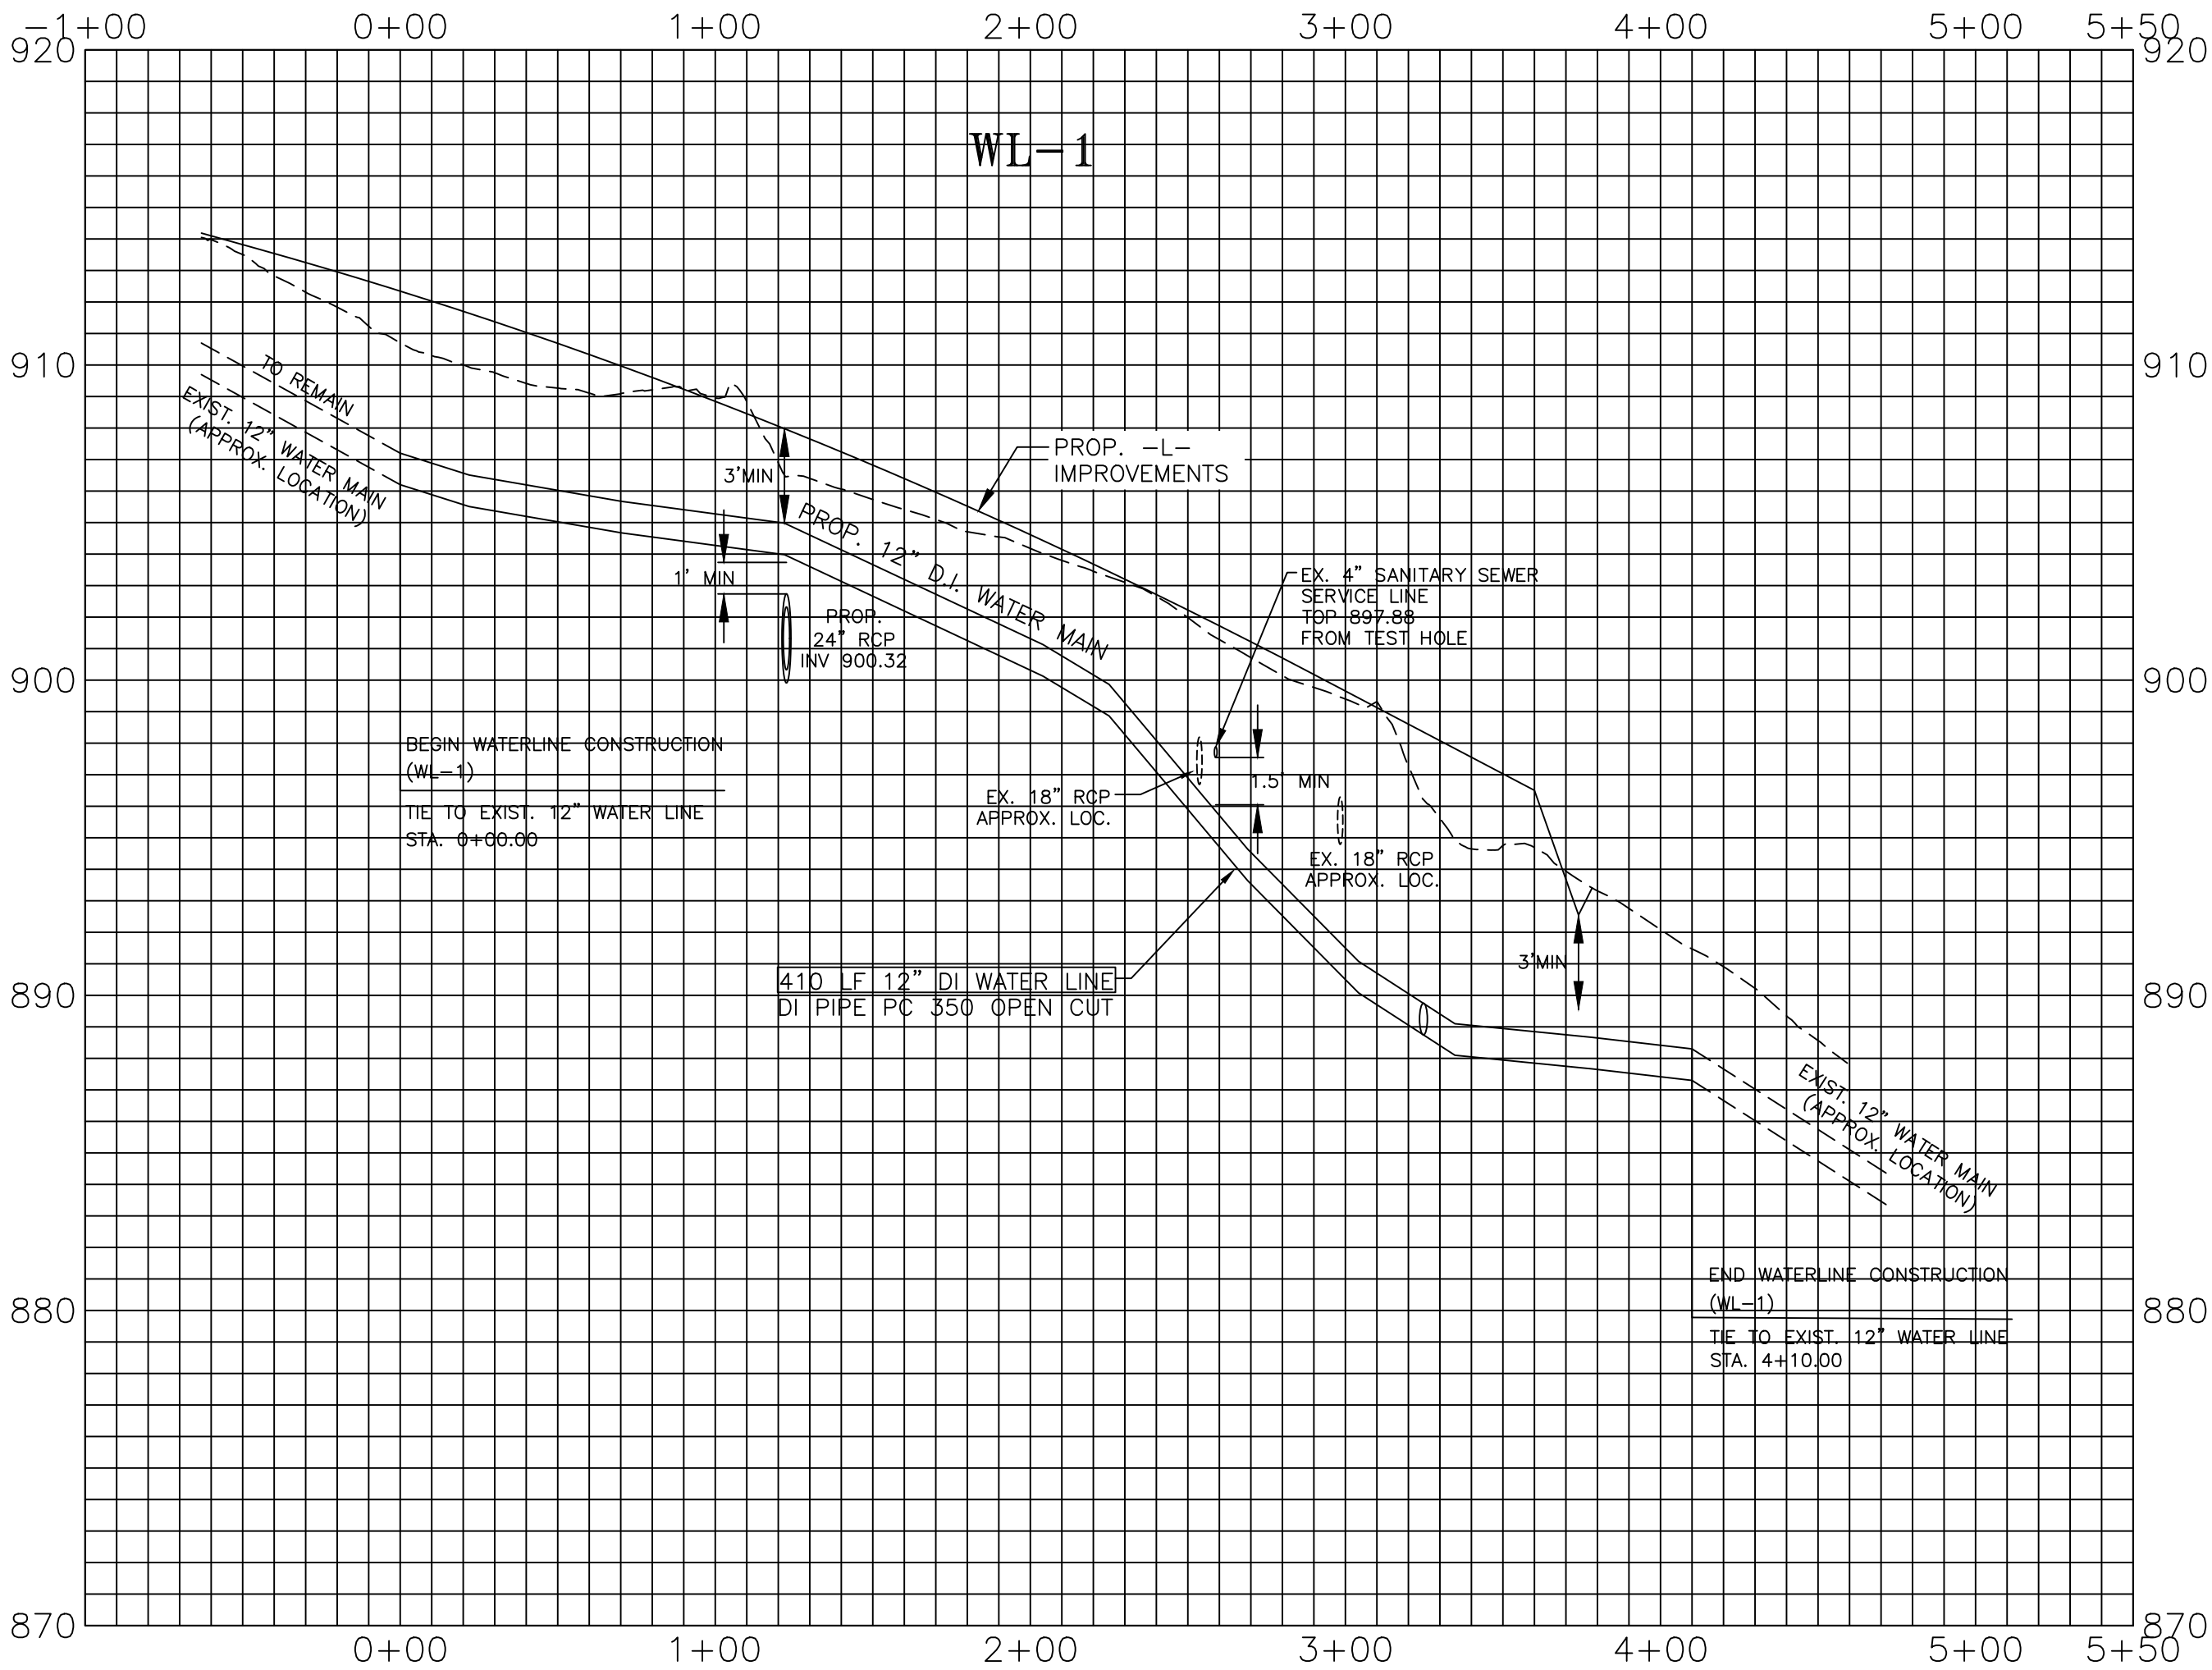 -1+00 0+00 1+00 2+00 3+00 4+00 5+00 5+50
920 920
WL-1
910 910
TO REMAIN
EXIST. 12" WATER MAIN
(APPROX. LOCATION)
PROP. -L-
IMPROVEMENTS
3'MIN
PROP. 12" D.I. WATER MAIN
1' MIN
PROP.
24" RCP
INV 900.32
EX. 4" SANITARY SEWER
SERVICE LINE
TOP 897.88
FROM TEST HOLE
900 900
BEGIN WATERLINE CONSTRUCTION
(WL-1)
TIE TO EXIST. 12" WATER LINE
STA. 0+00.00
EX. 18" RCP
APPROX. LOC.
1.5' MIN
EX. 18" RCP
APPROX. LOC.
3'MIN
410 LF 12" DI WATER LINE
DI PIPE PC 350 OPEN CUT
890 890
EXIST. 12" WATER MAIN
(APPROX. LOCATION)
END WATERLINE CONSTRUCTION
(WL-1)
TIE TO EXIST. 12" WATER LINE
STA. 4+10.00
880 880
870 870
0+00 1+00 2+00 3+00 4+00 5+00 5+50